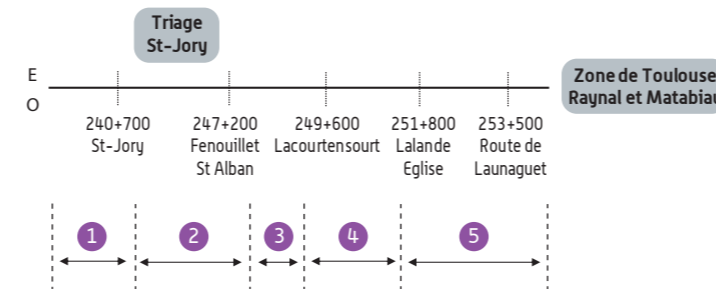 Triage
St-Jory
E
O
Zone de Toulouse
Raynal et Matabiau
240+700
St-Jory
247+200
Fenouillet
St Alban
249+600
Lacourtensourt
251+800
Lalande
Eglise
253+500
Route de
Launaguet
1
2
3
4
5